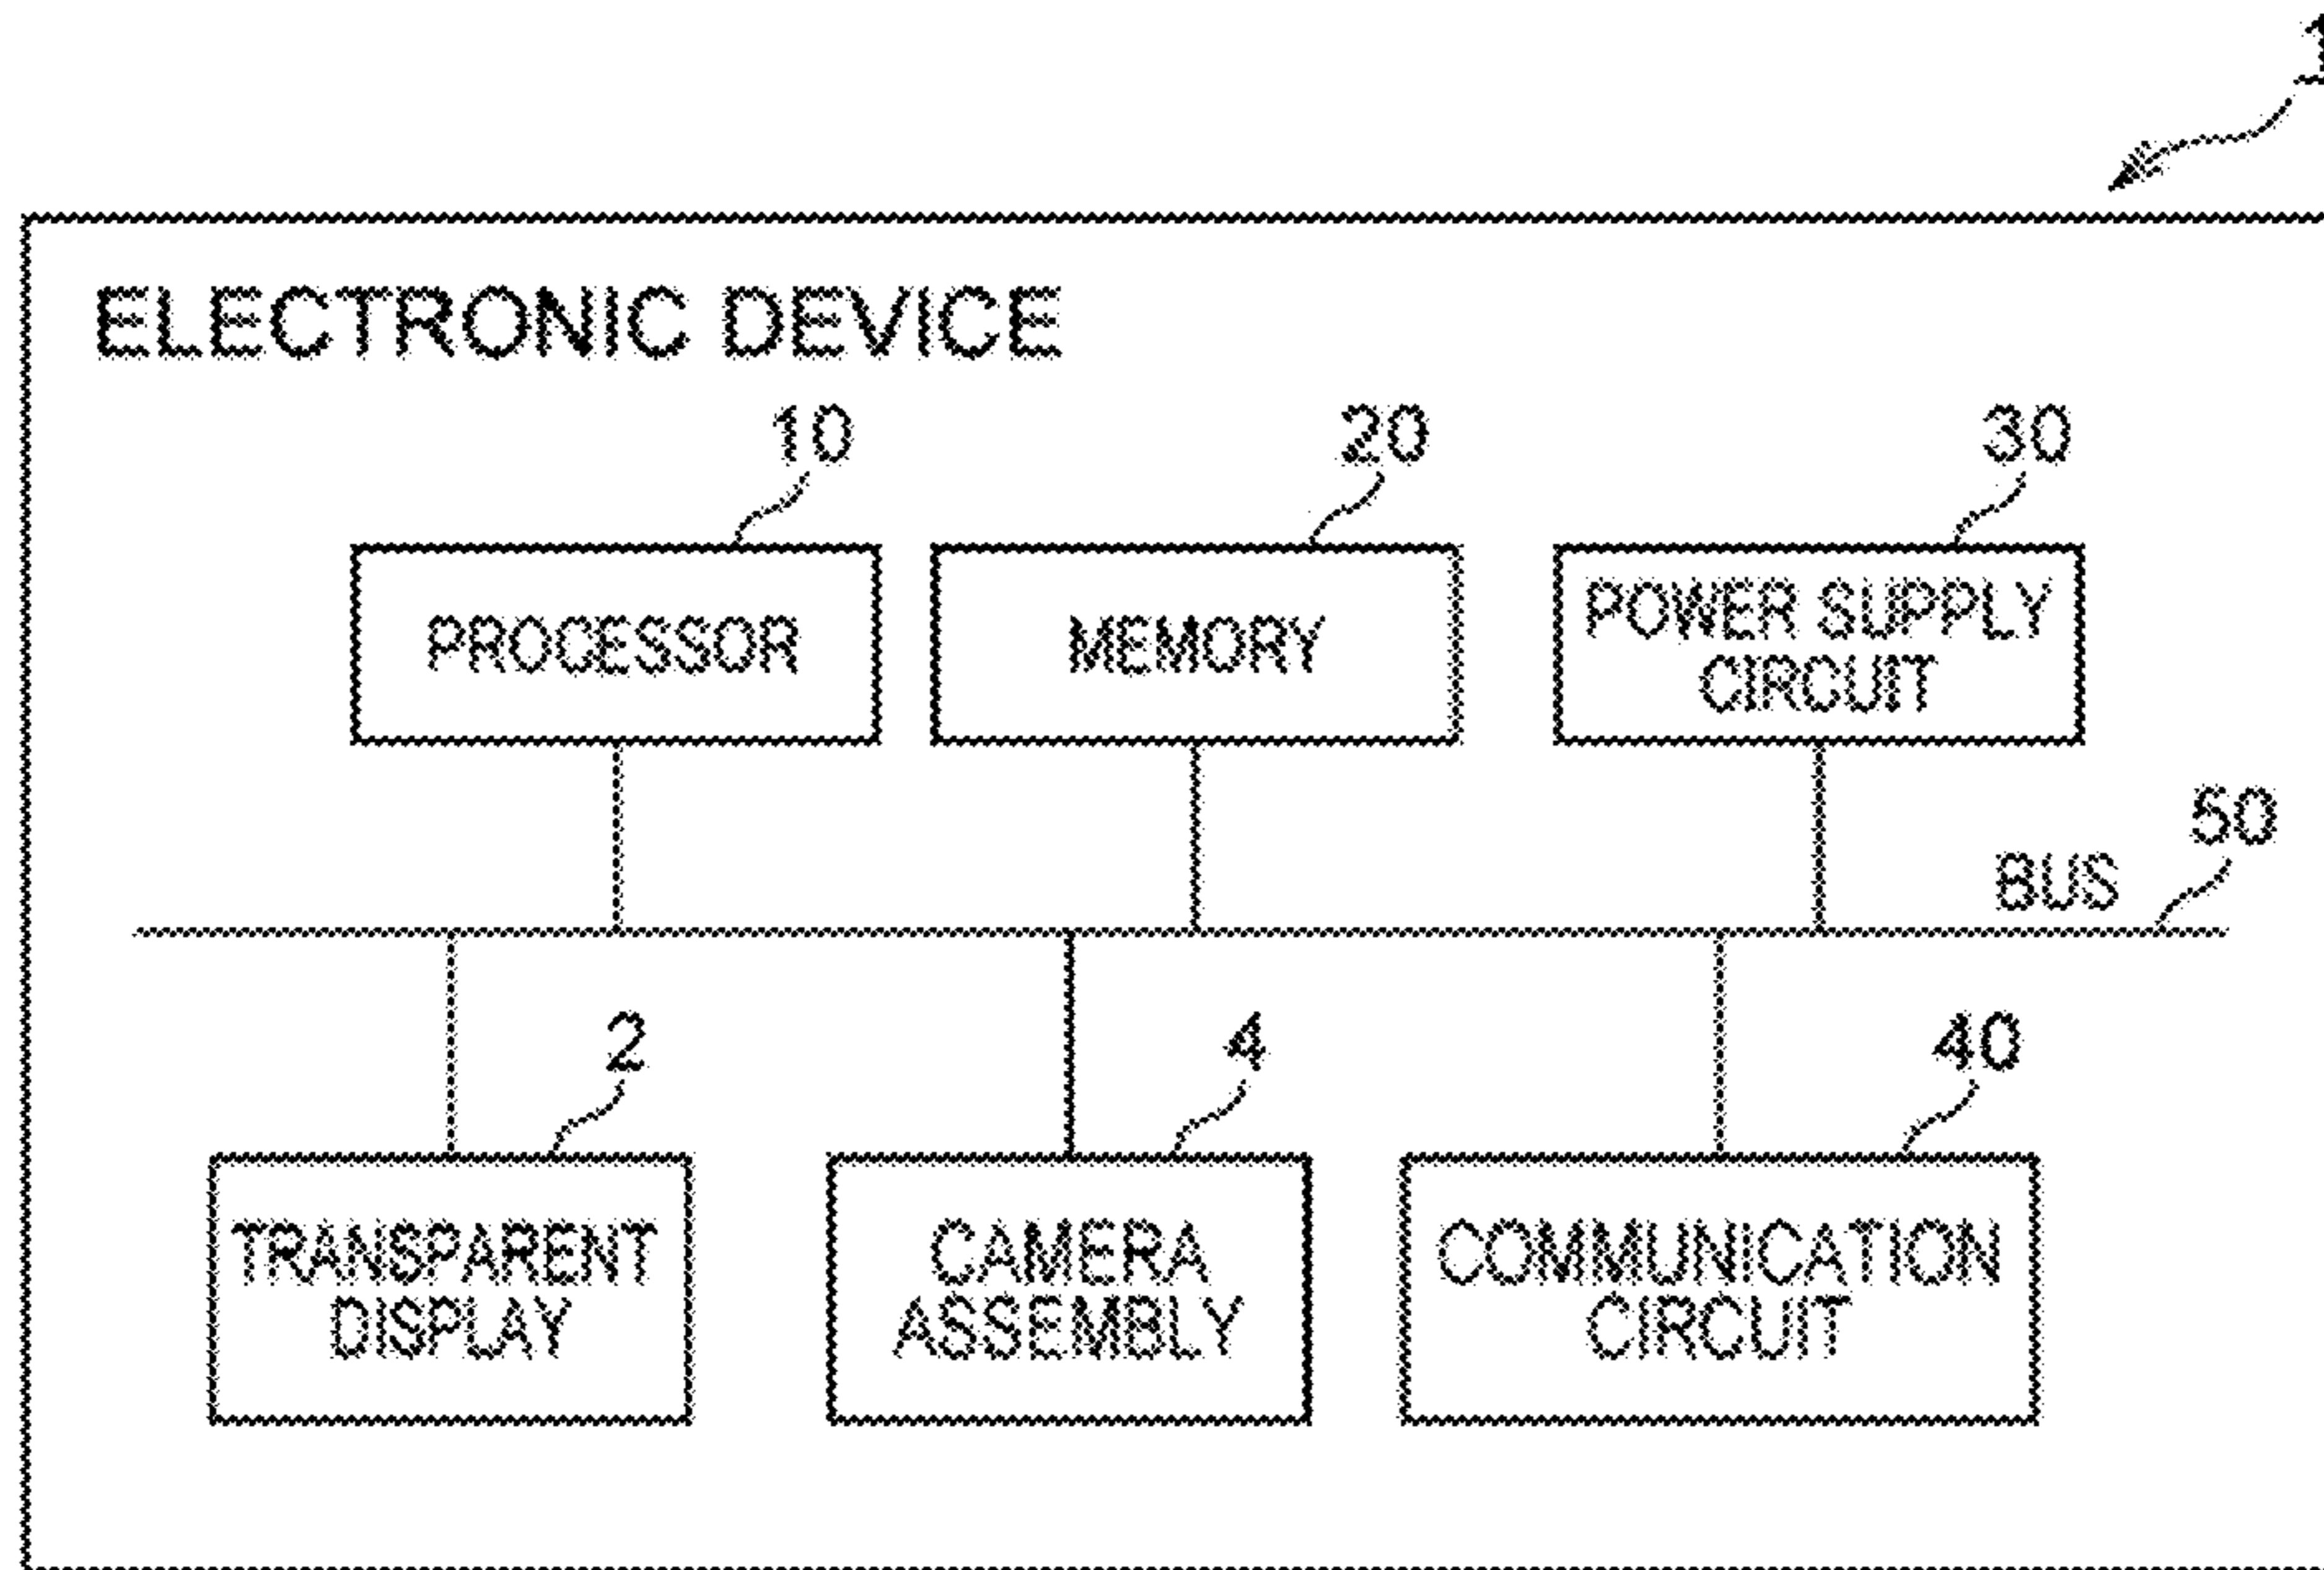 1
ELECTRONIC DEVICE
10 20 30
PROCESSOR MEMORY POWER SUPPLY
CIRCUIT
50
BUS
2 4 40
TRANSPARENT CAMERA COMMUNICATION
DISPLAY ASSEMBLY CIRCUIT